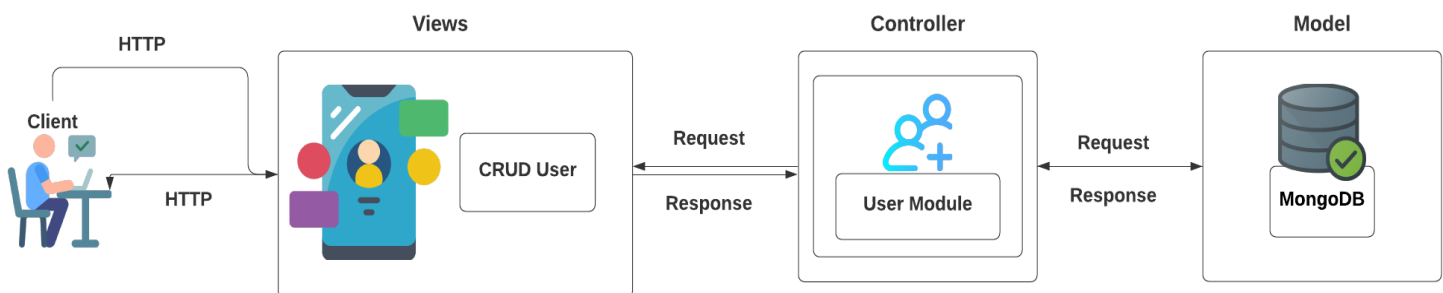 Views
Controller
Model
HTTP
Client
HTTP
CRUD User
Request
Response
User Module
Request
Response
MongoDB